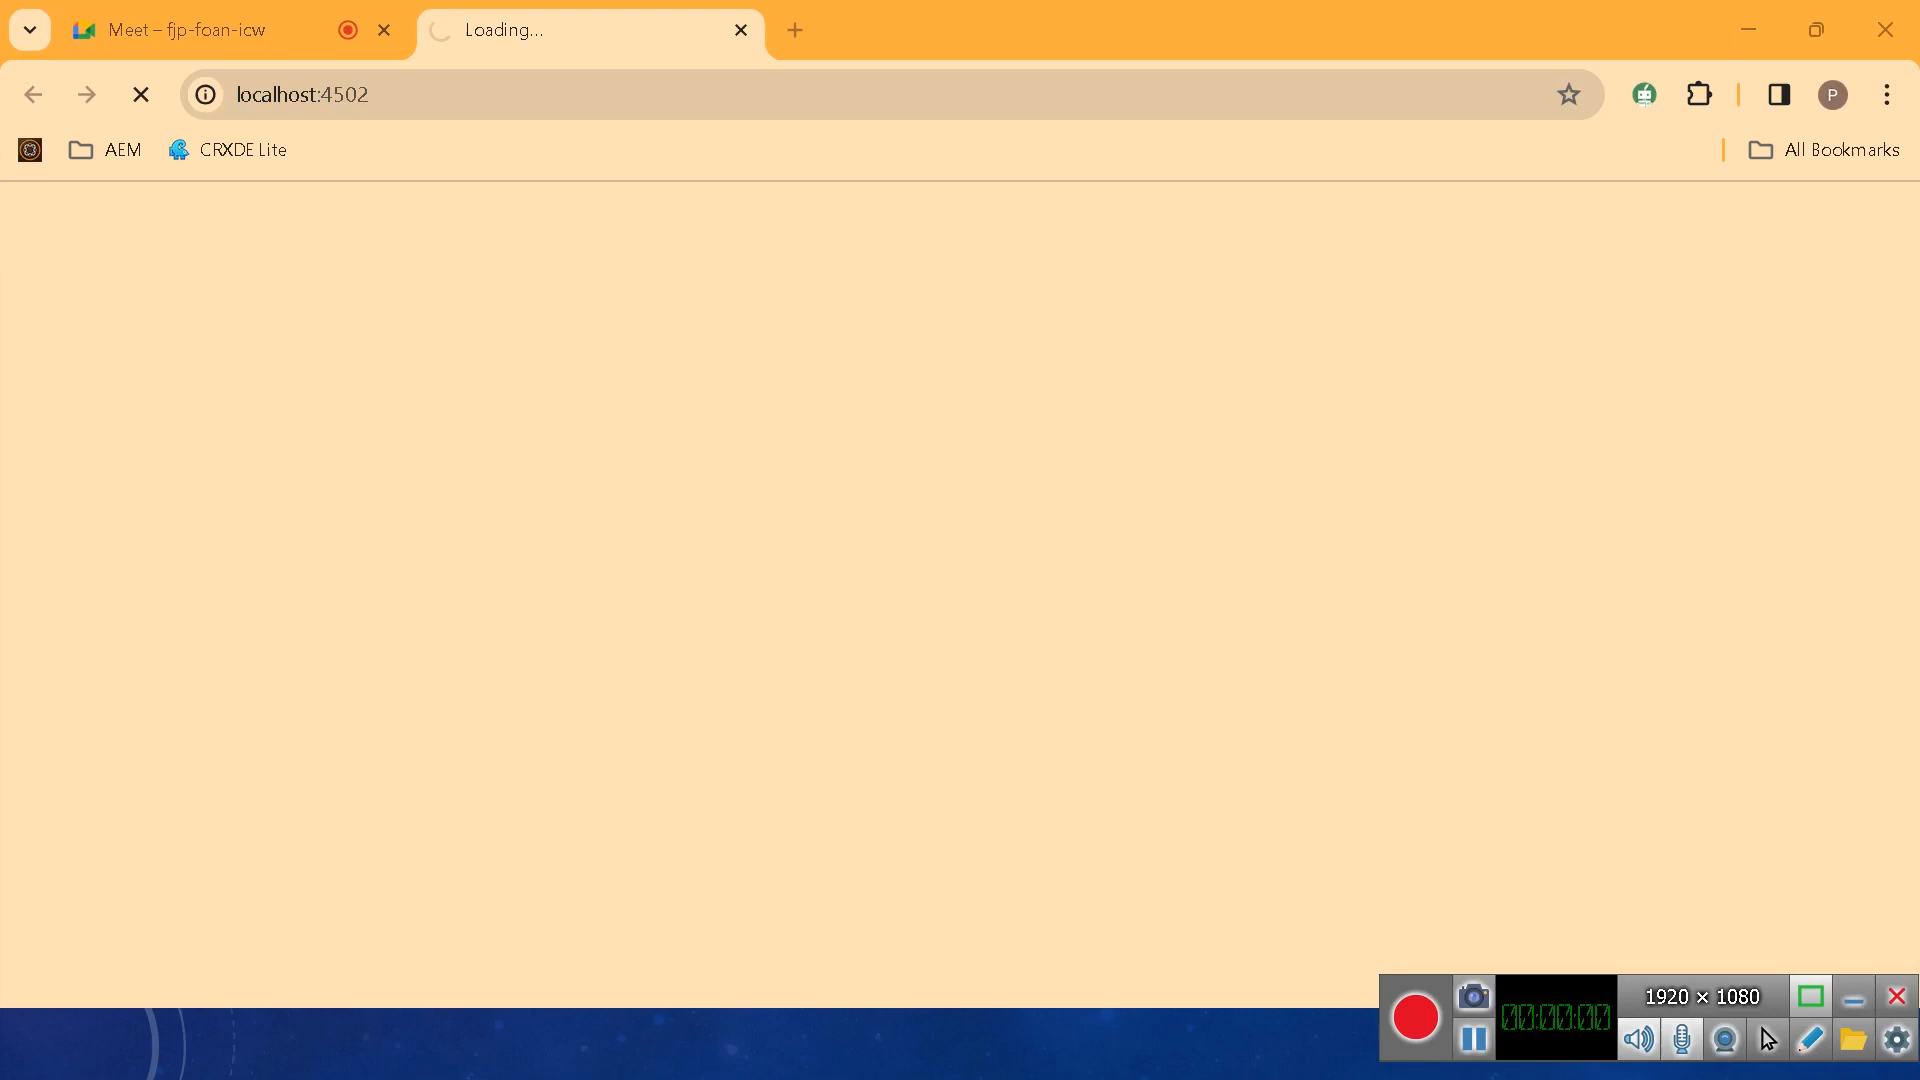 Meet – fjp-foan-icw
Loading...
localhost:4502
P
AEM
CRXDE Lite
All Bookmarks
00:00:00
1920 × 1080